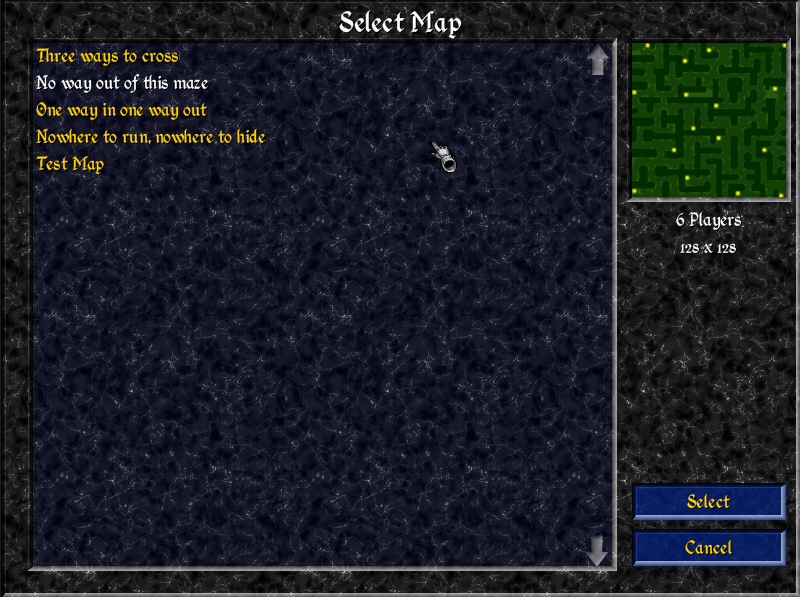 Select Map
Three ways to cross
No way out of this maze
One way in one way out
Nowhere to run, nowhere to hide
Test Map
6 Players
128 x 128
Select
Cancel